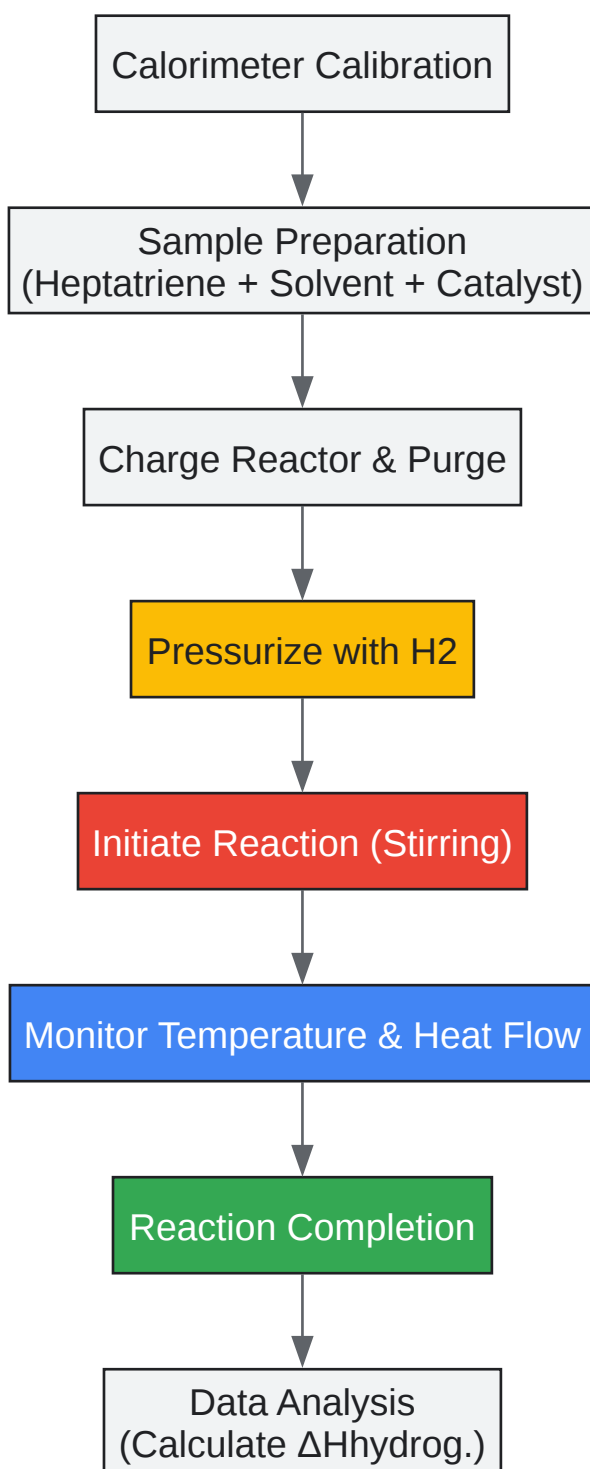 Calorimeter Calibration
Sample Preparation
(Heptatriene + Solvent + Catalyst)
Charge Reactor & Purge
Pressurize with H2
Initiate Reaction (Stirring)
Monitor Temperature & Heat Flow
Reaction Completion
Data Analysis
(Calculate ΔHhydrog.)